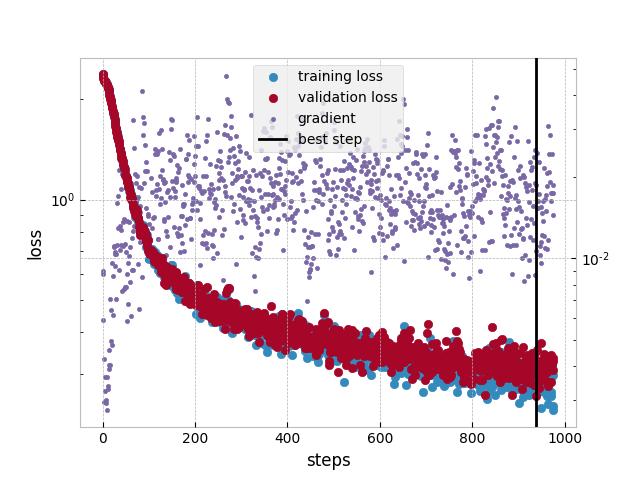 training loss
validation loss
gradient
best step
10^0
10^-2
loss
0
200
400
600
800
1000
steps